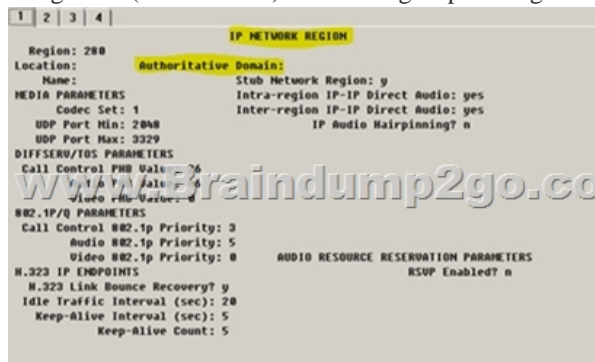 1 2 3 4
IP NETWORK REGION
Region: 280
Location: Authoritative Domain:
Name: Stub Network Region: y
MEDIA PARAMETERS Intra-region IP-IP Direct Audio: yes
Codec Set: 1 Inter-region IP-IP Direct Audio: yes
UDP Port Min: 2048 IP Audio Hairpinning? n
UDP Port Max: 3329
DIFFSERV/TOS PARAMETERS
Call Control PHB Value: 26
www.Braindump2go.co
Video PHB Value: 0
802.1P/Q PARAMETERS
Call Control 802.1p Priority: 3
Audio 802.1p Priority: 5
Video 802.1p Priority: 0 AUDIO RESOURCE RESERVATION PARAMETERS
H.323 IP ENDPOINTS RSVP Enabled? n
H.323 Link Bounce Recovery? y
Idle Traffic Interval (sec): 20
Keep-Alive Interval (sec): 5
Keep-Alive Count: 5